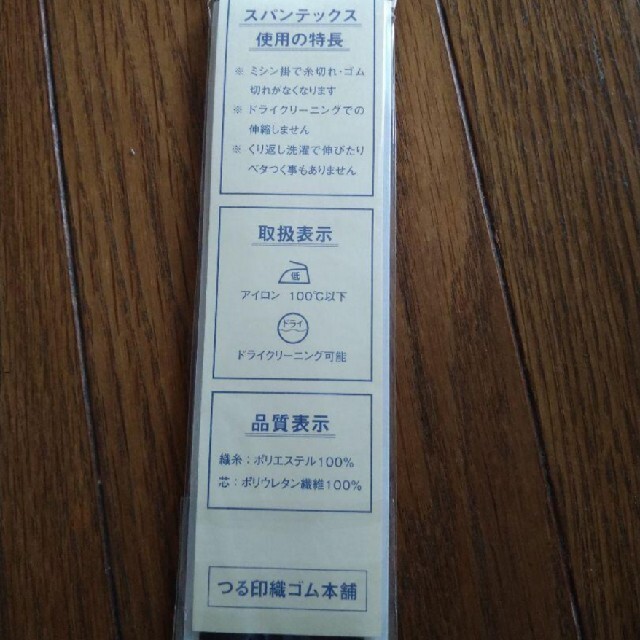 スパンテックス
使用の特長
※ ミシン掛で糸切れ・ゴム
切れがなくなります
※ ドライクリーニングでの
伸縮しません
※ くり返し洗濯で伸びたり
ベタつく事もありません
取扱表示
低
アイロン 100℃以下
ドライ
ドライクリーニング可能
品質表示
織糸：ポリエステル100%
芯：ポリウレタン繊維100%
つる印織ゴム本舗